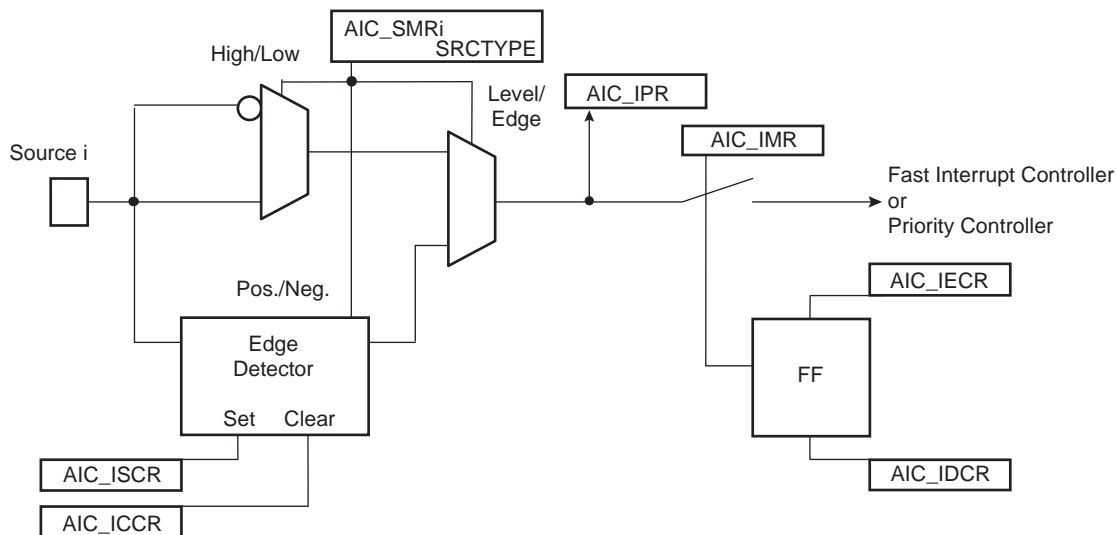 AIC_SMRi
SRCTYPE
High/Low
Level/
Edge
AIC_IPR
AIC_IMR
Source i
Fast Interrupt Controller
or
Priority Controller
Pos./Neg.
AIC_IECR
Edge
Detector
FF
Set Clear
AIC_ISCR
AIC_IDCR
AIC_ICCR